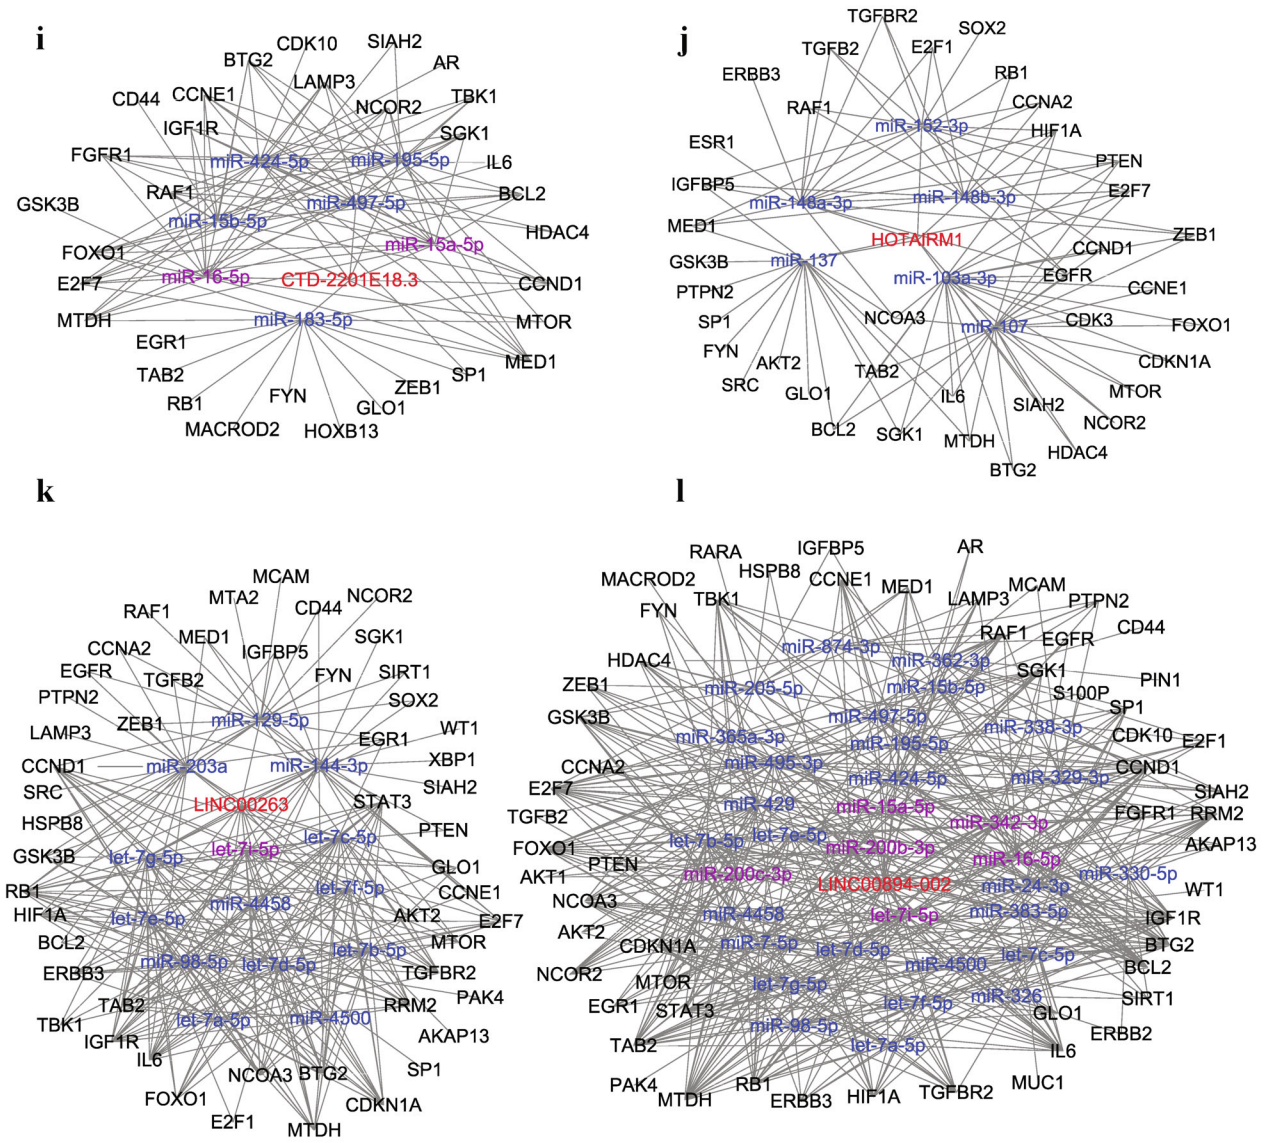 i
CDK10
SIAH2
BTG2
AR
LAMP3
CD44
CCNE1
NCOR2
TBK1
IGF1R
SGK1
FGFR1
miR-424-5p
miR-195-5p
IL6
RAF1
BCL2
GSK3B
miR-497-5p
miR-15b-5p
HDAC4
miR-15a-5p
FOXO1
miR-16-5p
CTD-2201E18.3
E2F7
CCND1
MTDH
miR-183-5p
MTOR
EGR1
MED1
TAB2
SP1
ZEB1
RB1
FYN
GLO1
MACROD2
HOXB13
j
TGFBR2
SOX2
TGFB2
E2F1
ERBB3
RB1
RAF1
CCNA2
miR-152-3p
HIF1A
ESR1
PTEN
IGFBP5
E2F7
miR-148a-3p
miR-148b-3p
MED1
HOTAIRM1
ZEB1
CCND1
GSK3B
miR-137
miR-103a-3p
EGFR
PTPN2
CCNE1
SP1
NCOA3
miR-107
CDK3
FOXO1
FYN
AKT2
TAB2
CDKN1A
SRC
GLO1
IL6
SIAH2
MTOR
BCL2
SGK1
MTDH
NCOR2
HDAC4
BTG2
k
MCAM
MTA2
CD44
NCOR2
RAF1
MED1
IGFBP5
SGK1
CCNA2
EGFR
TGFB2
FYN
SIRT1
PTPN2
SOX2
ZEB1
miR-129-5p
LAMP3
EGR1
WT1
CCND1
miR-203a
miR-144-3p
XBP1
SRC
LINC00263
STAT3
SIAH2
HSPB8
let-7c-5p
PTEN
GSK3B
let-7g-5p
let-7i-5p
GLO1
RB1
let-7f-5p
CCNE1
HIF1A
let-7e-5p
miR-4458
AKT2
E2F7
BCL2
let-7b-5p
MTOR
ERBB3
miR-98-5p
let-7d-5p
TGFBR2
TAB2
RRM2
PAK4
TBK1
let-7a-5p
miR-4500
AKAP13
IGF1R
IL6
NCOA3
BTG2
SP1
FOXO1
CDKN1A
E2F1
MTDH
l
RARA
IGFBP5
AR
MACROD2
HSPB8
CCNE1
MED1
MCAM
FYN
TBK1
LAMP3
PTPN2
miR-874-3p
RAF1
EGFR
CD44
HDAC4
miR-362-3p
SGK1
PIN1
ZEB1
miR-205-5p
miR-15b-5p
S100P
SP1
GSK3B
miR-497-5p
miR-338-3p
CDK10
miR-365a-3p
miR-195-5p
E2F1
CCNA2
miR-495-3p
CCND1
E2F7
miR-424-5p
miR-329-3p
SIAH2
TGFB2
miR-429
miR-15a-5p
miR-342-3p
FGFR1
RRM2
FOXO1
let-7b-5p
let-7e-5p
miR-200b-3p
AKAP13
PTEN
miR-16-5p
AKT1
miR-200c-3p
LINC00894-002
miR-24-3p
miR-330-5p
WT1
NCOA3
miR-4458
let-7i-5p
miR-383-5p
IGF1R
AKT2
CDKN1A
miR-7-5p
let-7d-5p
let-7c-5p
BTG2
NCOR2
miR-4500
BCL2
MTOR
let-7g-5p
let-7f-5p
miR-326
SIRT1
EGR1
STAT3
miR-98-5p
GLO1
ERBB2
TAB2
let-7a-5p
IL6
PAK4
RB1
MUC1
MTDH
ERBB3
HIF1A
TGFBR2